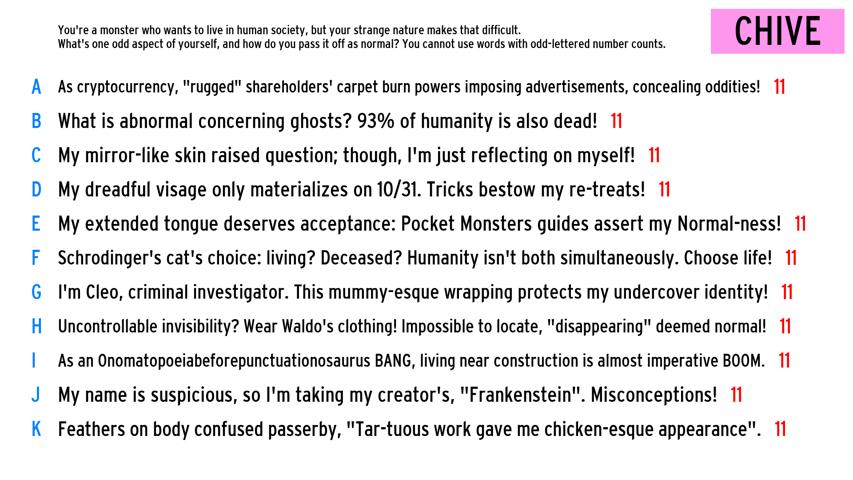 You're a monster who wants to live in human society, but your strange nature makes that difficult.
What's one odd aspect of yourself, and how do you pass it off as normal? You cannot use words with odd-lettered number counts.
CHIVE
A As cryptocurrency, "rugged" shareholders' carpet burn powers imposing advertisements, concealing oddities! 11
B What is abnormal concerning ghosts? 93% of humanity is also dead! 11
C My mirror-like skin raised question; though, I'm just reflecting on myself! 11
D My dreadful visage only materializes on 10/31. Tricks bestow my re-treats! 11
E My extended tongue deserves acceptance: Pocket Monsters guides assert my Normal-ness! 11
F Schrodinger's cat's choice: living? Deceased? Humanity isn't both simultaneously. Choose life! 11
G I'm Cleo, criminal investigator. This mummy-esque wrapping protects my undercover identity! 11
H Uncontrollable invisibility? Wear Waldo's clothing! Impossible to locate, "disappearing" deemed normal! 11
I As an Onomatopoeiabeforepunctuationosaurus BANG, living near construction is almost imperative BOOM. 11
J My name is suspicious, so I'm taking my creator's, "Frankenstein". Misconceptions! 11
K Feathers on body confused passerby, "Tar-tuous work gave me chicken-esque appearance". 11